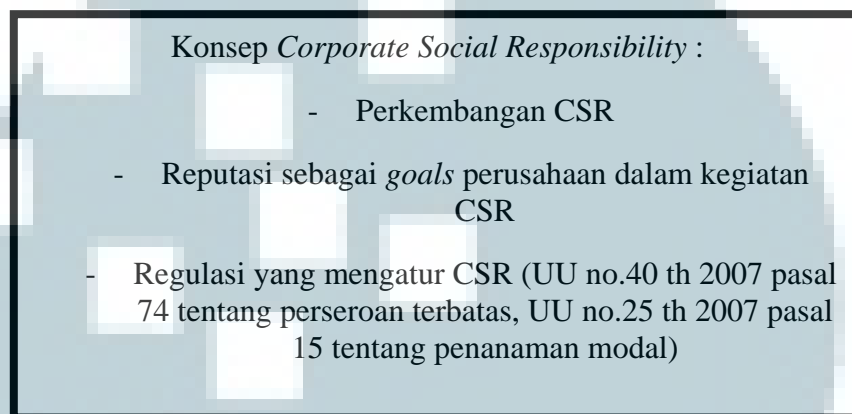 Konsep Corporate Social Responsibility :
- Perkembangan CSR
- Reputasi sebagai goals perusahaan dalam kegiatan
CSR
- Regulasi yang mengatur CSR (UU no.40 th 2007 pasal
74 tentang perseroan terbatas, UU no.25 th 2007 pasal
15 tentang penanaman modal)